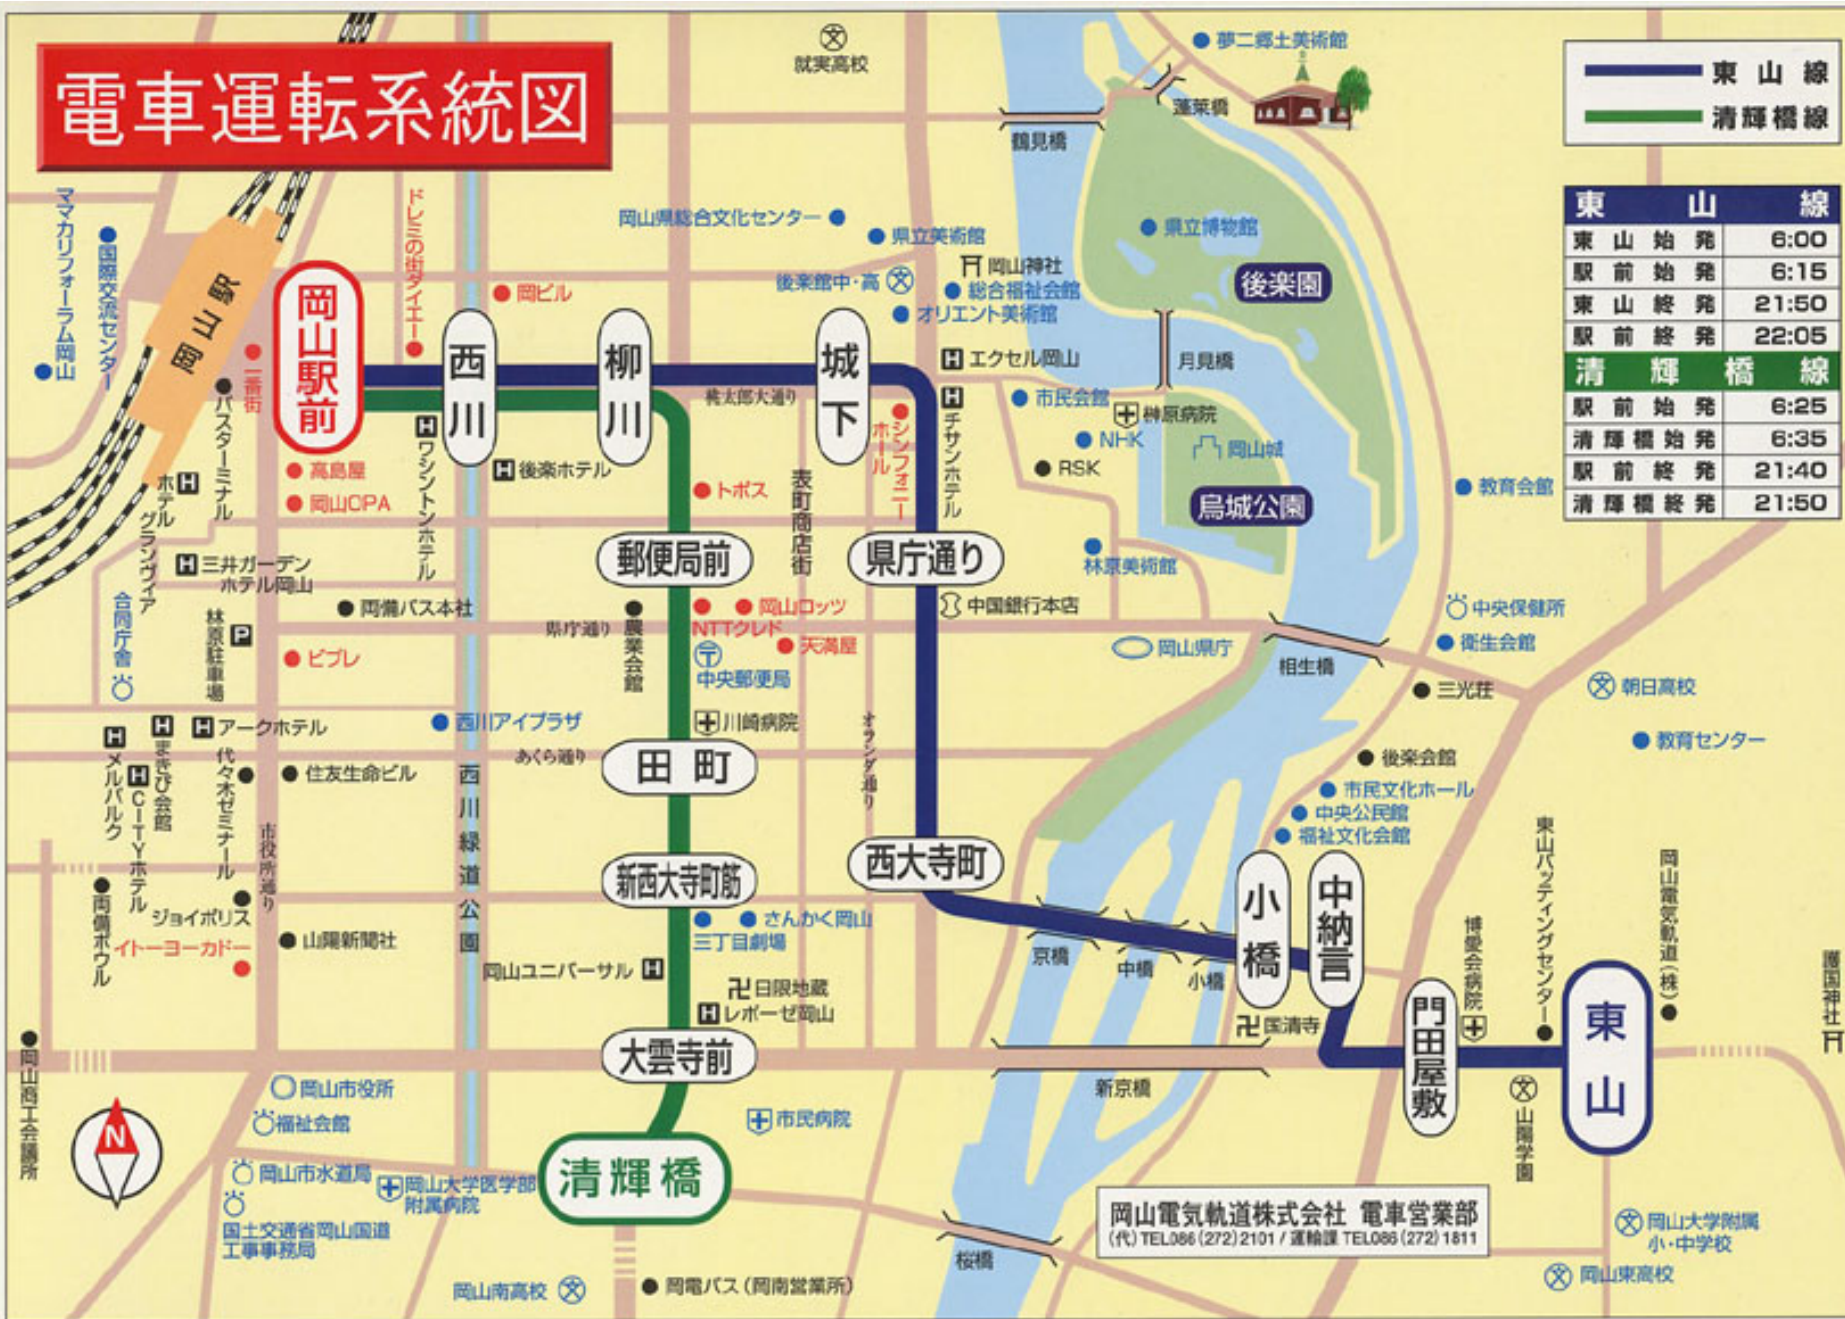 電車運転系統図
東山線
清輝橋線
東山線
東山始発 6:00
駅前始発 6:15
東山終発 21:50
駅前終発 22:05
清輝橋線
駅前始発 6:25
清輝橋始発 6:35
駅前終発 21:40
清輝橋終発 21:50
就実高校
夢二郷土美術館
蓬莱橋
鶴見橋
ママカリフォーラム岡山
国際交流センター
岡山駅
岡山駅前
ドレミの街ダイエー
岡ビル
岡山県総合文化センター
県立美術館
後楽館中・高
岡山神社
総合福祉会館
オリエント美術館
県立博物館
後楽園
一番街
バスターミナル
西川
柳川
城下
桃太郎大通り
エクセル岡山
チサンホテル
シンフォニー
ホール
市民会館
月見橋
榊原病院
NHK
RSK
岡山城
烏城公園
教育会館
高島屋
岡山OPA
ワシントンホテル
後楽ホテル
トポス
表町商店街
ホテル
グランヴィア
三井ガーデン
ホテル岡山
郵便局前
県庁通り
林原美術館
両備バス本社
合同庁舎
林原駐車場
P
ビブレ
県庁通り
農業会館
岡山ロッツ
NTTクレド
天満屋
中央郵便局
中国銀行本店
岡山県庁
相生橋
中央保健所
衛生会館
三光荘
朝日高校
教育センター
西川アイプラザ
川崎病院
あくら通り
田町
オランダ通り
アークホテル
まきび会館
メルパルク
CITYホテル
代々木ゼミナール
住友生命ビル
市役所通り
西川緑道公園
後楽会館
市民文化ホール
中央公民館
福祉文化会館
両備ボウル
ジョイポリス
イトーヨーカドー
山陽新聞社
新西大寺町筋
西大寺町
さんかく岡山
三丁目劇場
岡山ユニバーサル
日限地蔵
レポーゼ岡山
京橋
中橋
小橋
小橋
中納言
国清寺
門田屋敷
博愛会病院
東山バッティングセンター
東山
岡山電気軌道(株)
護国神社
岡山商工会議所
大雲寺前
新京橋
山陽学園
N
岡山市役所
福祉会館
岡山市水道局
国土交通省岡山国道
工事事務局
岡山大学医学部
附属病院
清輝橋
市民病院
岡山電気軌道株式会社 電車営業部
(代)TEL086(272)2101/運輸課 TEL086(272)1811
桜橋
岡山南高校
岡電バス(岡南営業所)
岡山大学附属
小・中学校
岡山東高校